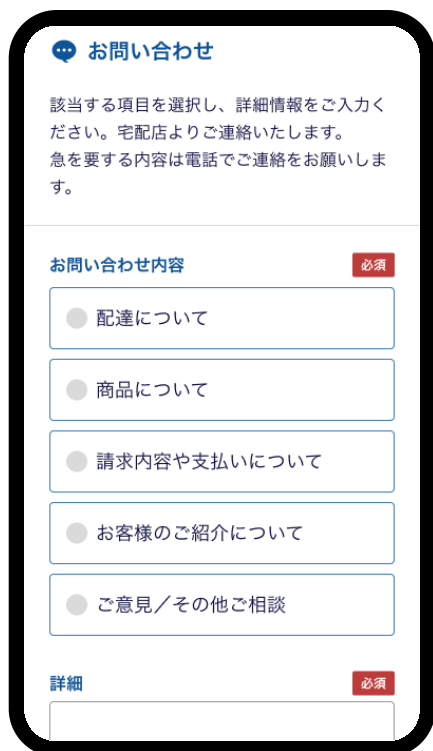 お問い合わせ
該当する項目を選択し、詳細情報をご入力く
ださい。宅配店よりご連絡いたします。
急を要する内容は電話でご連絡をお願いしま
す。
お問い合わせ内容 必須
配達について
商品について
請求内容や支払いについて
お客様のご紹介について
ご意見／その他ご相談
詳細 必須